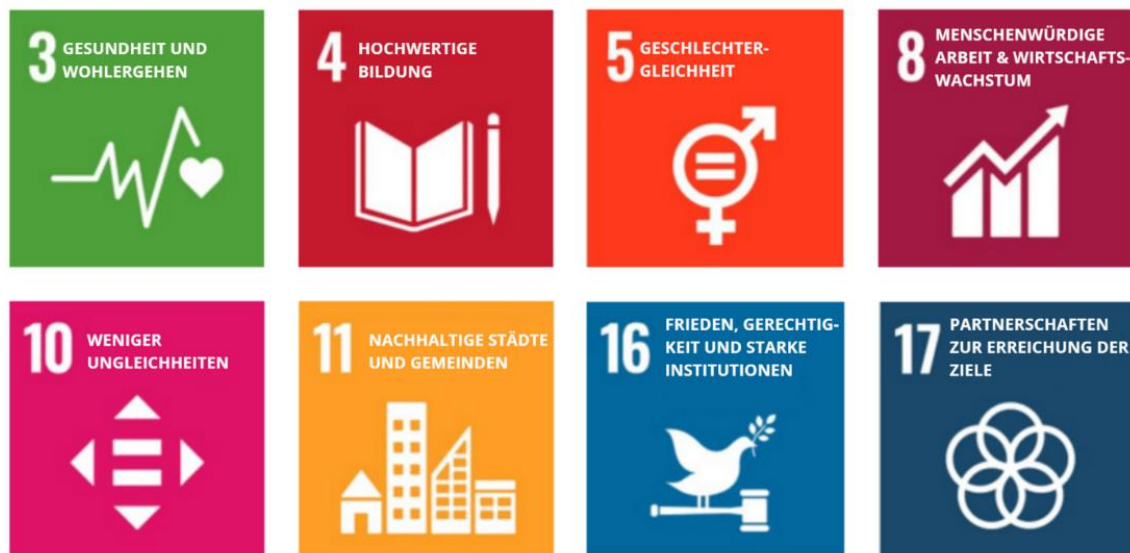 3 GESUNDHEIT UND
WOHLERGEHEN
4 HOCHWERTIGE
BILDUNG
5 GESCHLECHTER-
GLEICHHEIT
8 MENSCHENWÜRDIGE
ARBEIT & WIRTSCHAFTS-
WACHSTUM
10 WENIGER
UNGLEICHHEITEN
11 NACHHALTIGE STÄDTE
UND GEMEINDEN
16 FRIEDEN, GERECHTIG-
KEIT UND STARKE
INSTITUTIONEN
17 PARTNERSCHAFTEN
ZUR ERREICHUNG DER
ZIELE